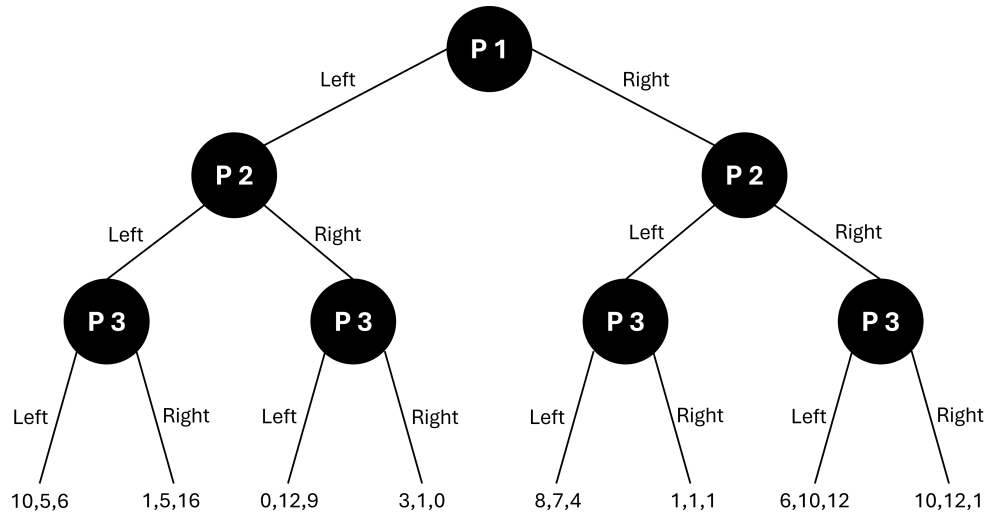 P 1
Left Right
P 2 P 2
Left Right Left Right
P 3 P 3 P 3 P 3
Left Right Left Right Left Right Left Right
10,5,6 1,5,16 0,12,9 3,1,0 8,7,4 1,1,1 6,10,12 10,12,1